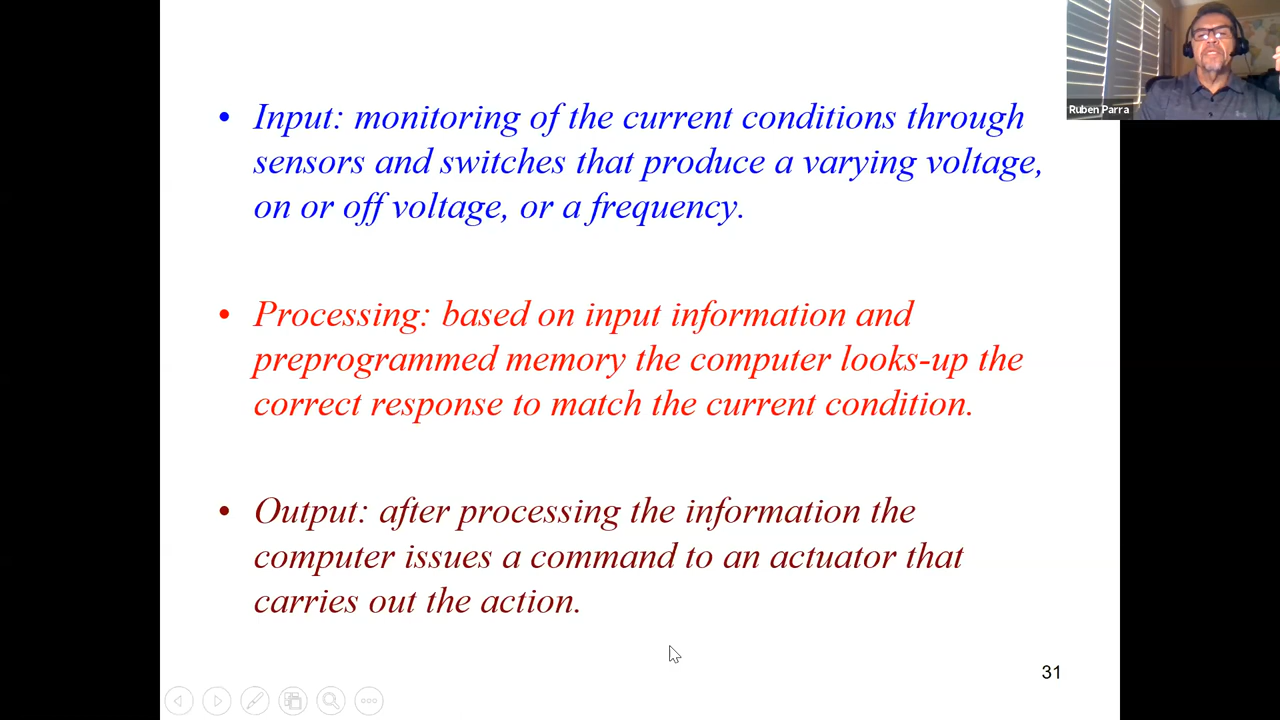 • Input: monitoring of the current conditions through
sensors and switches that produce a varying voltage,
on or off voltage, or a frequency.
• Processing: based on input information and
preprogrammed memory the computer looks-up the
correct response to match the current condition.
• Output: after processing the information the
computer issues a command to an actuator that
carries out the action.
31
Ruben Parra